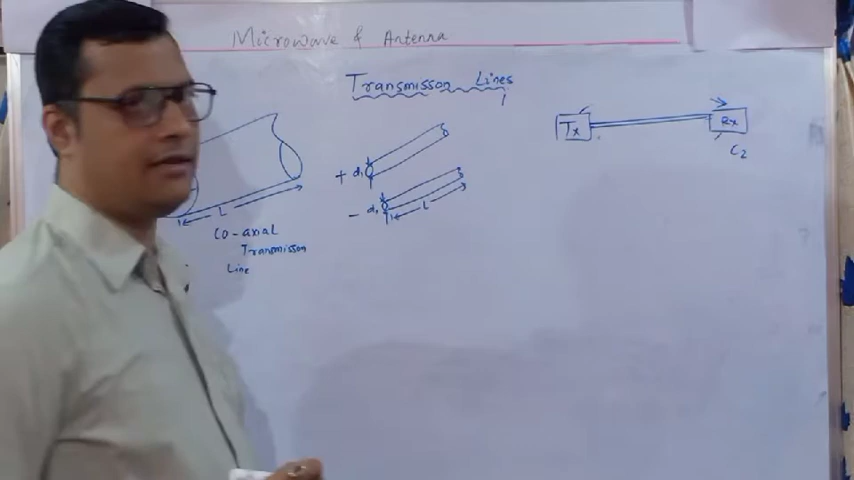 Microwave & Antenna
Transmisson Lines
Tx
Rx
C2
+ d1
- d1
L
L
CO-axial
Transmisson
Line